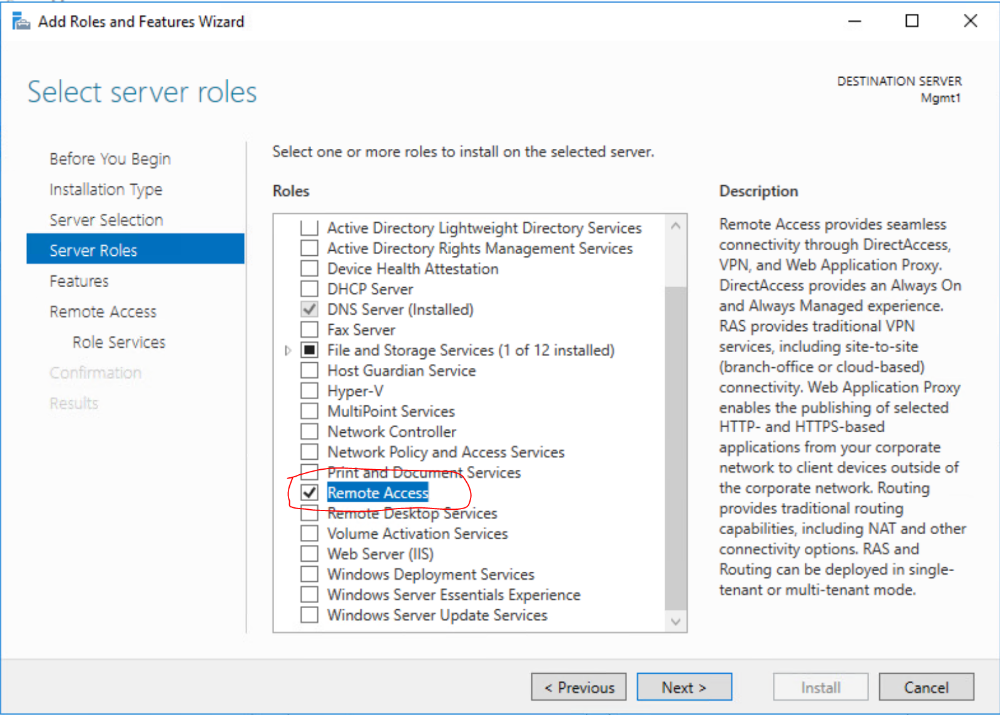 Add Roles and Features Wizard
Select server roles
DESTINATION SERVER
Mgmt1
Before You Begin
Installation Type
Server Selection
Server Roles
Features
Remote Access
Role Services
Confirmation
Results
Select one or more roles to install on the selected server.
Roles
Active Directory Lightweight Directory Services
Active Directory Rights Management Services
Device Health Attestation
DHCP Server
DNS Server (Installed)
Fax Server
File and Storage Services (1 of 12 installed)
Host Guardian Service
Hyper-V
MultiPoint Services
Network Controller
Network Policy and Access Services
Print and Document Services
Remote Access
Remote Desktop Services
Volume Activation Services
Web Server (IIS)
Windows Deployment Services
Windows Server Essentials Experience
Windows Server Update Services
Description
Remote Access provides seamless
connectivity through DirectAccess,
VPN, and Web Application Proxy.
DirectAccess provides an Always On
and Always Managed experience.
RAS provides traditional VPN
services, including site-to-site
(branch-office or cloud-based)
connectivity. Web Application Proxy
enables the publishing of selected
HTTP- and HTTPS-based
applications from your corporate
network to client devices outside of
the corporate network. Routing
provides traditional routing
capabilities, including NAT and other
connectivity options. RAS and
Routing can be deployed in single-
tenant or multi-tenant mode.
< Previous
Next >
Install
Cancel